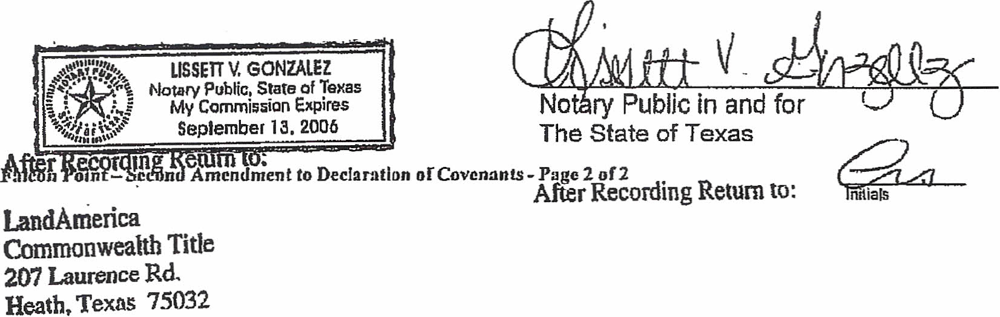 LISSETT V. GONZALEZ
Notary Public, State of Texas
My Commission Expires
September 13, 2006
NOTARY PUBLIC
STATE OF TEXAS
Lissett V. Gonzalez
Notary Public in and for
The State of Texas
After Recording Return to:
Falcon Point – Second Amendment to Declaration of Covenants - Page 2 of 2
After Recording Return to:
Initials
LandAmerica
Commonwealth Title
207 Laurence Rd.
Heath, Texas 75032